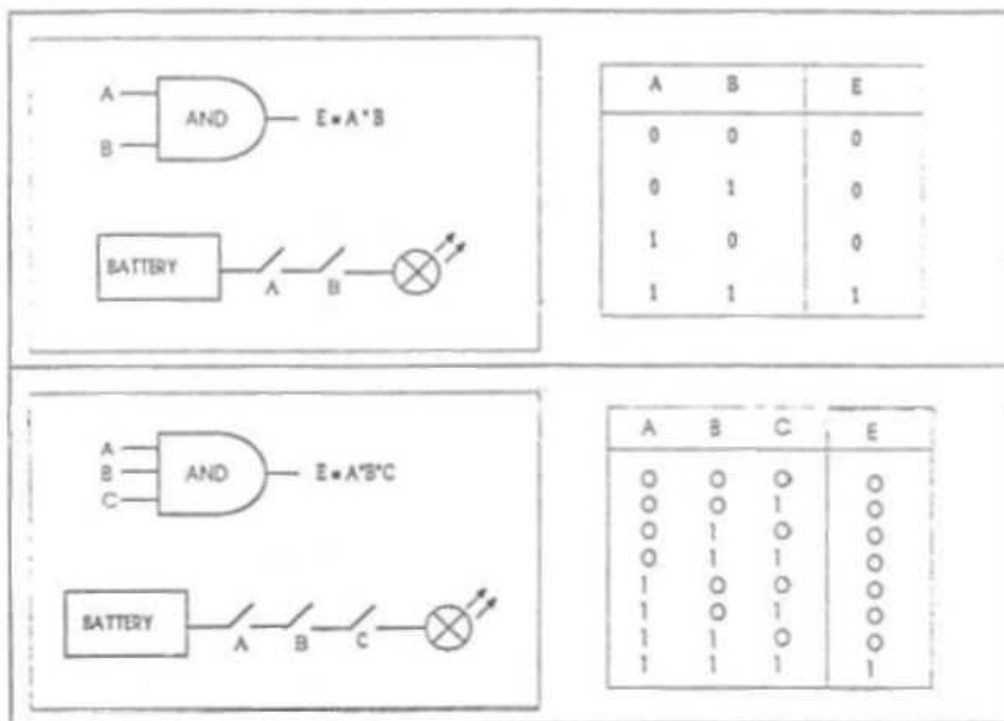 A
B
AND
E = A*B
BATTERY
A B
A B E
0 0 0
0 1 0
1 0 0
1 1 1
A
B
C
AND
E = A*B*C
BATTERY
A B C
A B C E
0 0 0 0
0 0 1 0
0 1 0 0
0 1 1 0
1 0 0 0
1 0 1 0
1 1 0 0
1 1 1 1